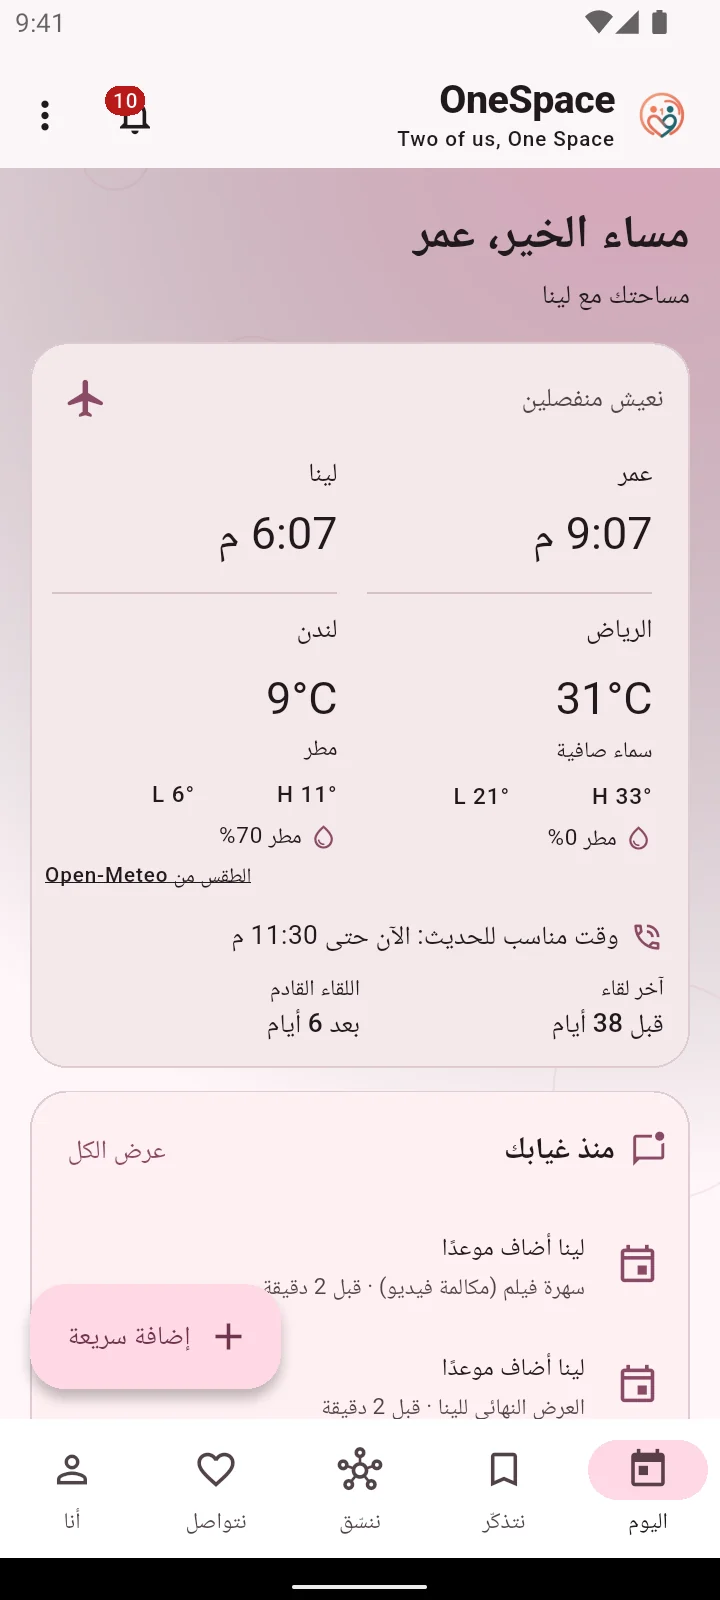 9:41
10
OneSpace
Two of us, One Space
مساء الخير، عمر
مساحتك مع لينا
نعيش منفصلين
عمر
9:07 م
لينا
6:07 م
الرياض
31°C
سماء صافية
H 33°
L 21°
مطر 0%
لندن
9°C
مطر
H 11°
L 6°
مطر 70%
الطقس من Open-Meteo
وقت مناسب للحديث: الآن حتى 11:30 م
آخر لقاء
قبل 38 أيام
اللقاء القادم
بعد 6 أيام
منذ غيابك
عرض الكل
لينا أضاف موعدًا
سهرة فيلم (مكالمة فيديو) · قبل 2 دقيقة
لينا أضاف موعدًا
العرض النهائي للينا · قبل 2 دقيقة
إضافة سريعة
اليوم
نتذكّر
ننسّق
نتواصل
أنا